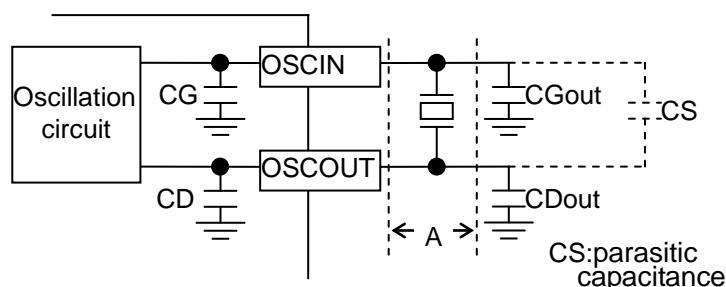 OSCIN
Oscillation
circuit
CG
CGout
CS
OSCOUT
CD
CDout
A
CS:parasitic
capacitance